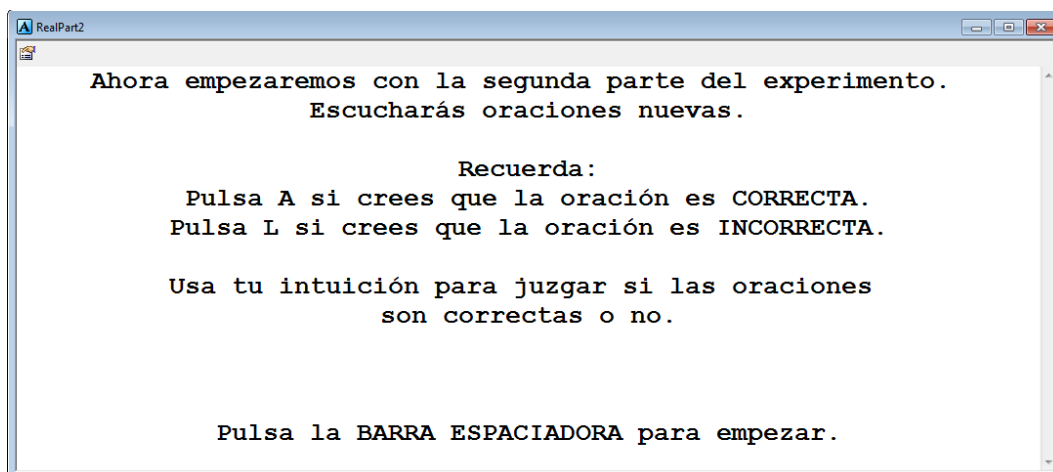 RealPart2
Ahora empezaremos con la segunda parte del experimento.
Escucharás oraciones nuevas.
Recuerda:
Pulsa A si crees que la oración es CORRECTA.
Pulsa L si crees que la oración es INCORRECTA.
Usa tu intuición para juzgar si las oraciones
son correctas o no.
Pulsa la BARRA ESPACIADORA para empezar.